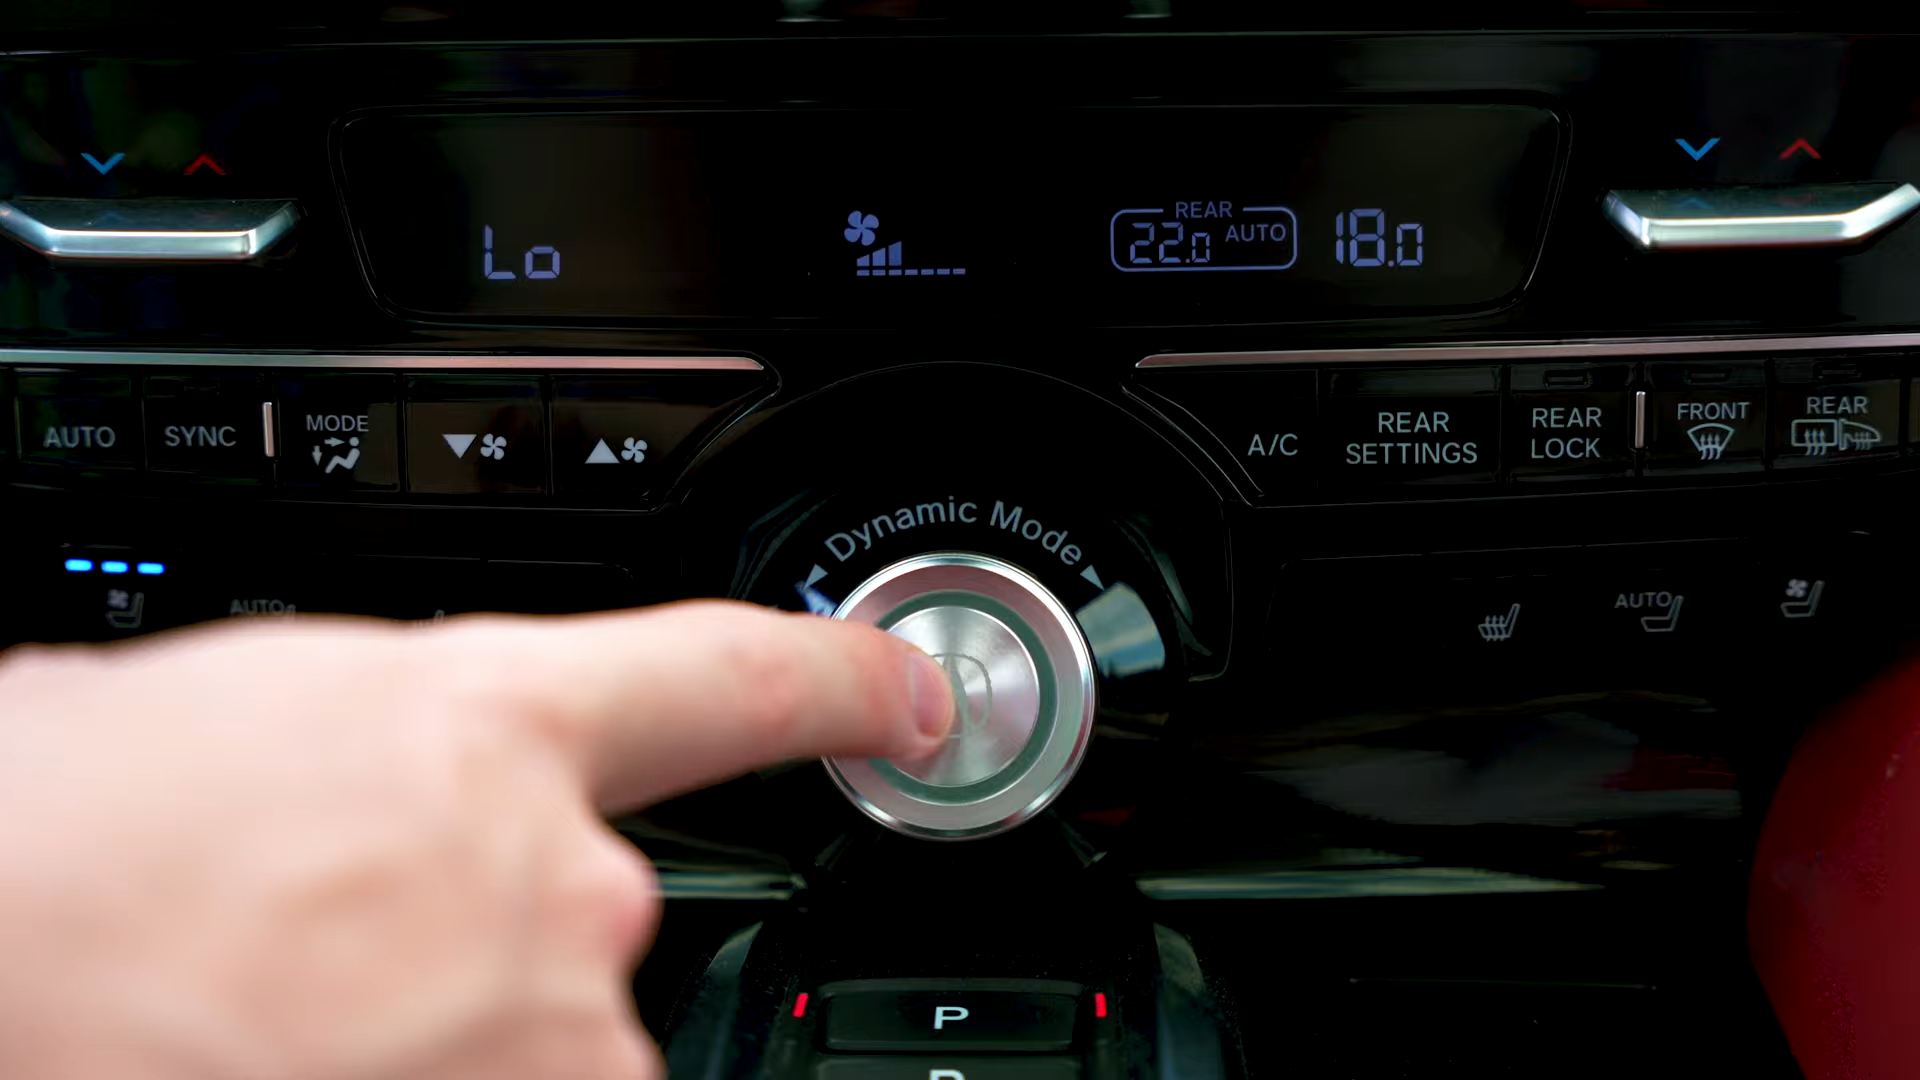 Lo
REAR
22.0 AUTO
18.0
AUTO
SYNC
MODE
A/C
REAR
SETTINGS
REAR
LOCK
FRONT
REAR
Dynamic Mode
AUTO
AUTO
P